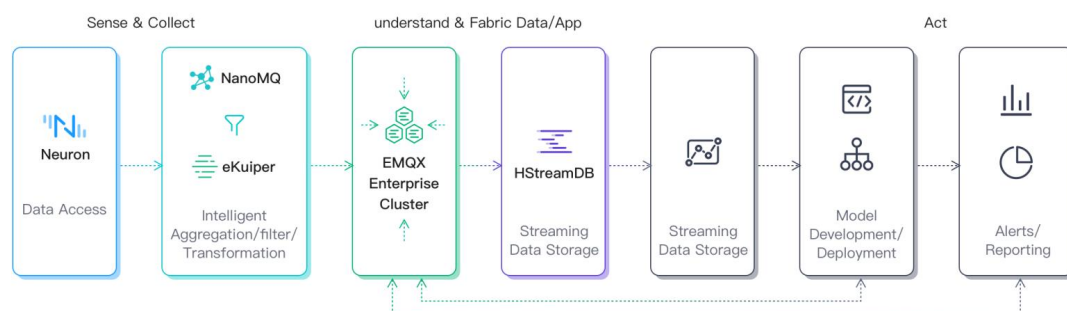 Sense & Collect
understand & Fabric Data/App
Act
Neuron
Data Access
NanoMQ
eKuiper
Intelligent
Aggregation/filter/
Transformation
EMQX
Enterprise
Cluster
HStreamDB
Streaming
Data Storage
Streaming
Data Storage
Model
Development/
Deployment
Alerts/
Reporting